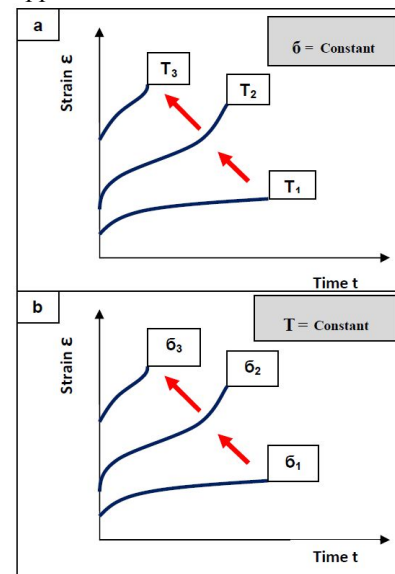 a
б = Constant
Strain ε
T3
T2
T1
Time t
b
T = Constant
Strain ε
б3
б2
б1
Time t